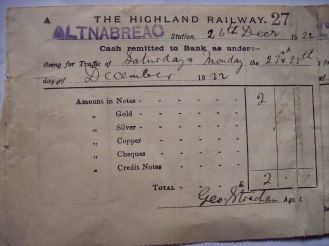 A THE HIGHLAND RAILWAY. 27
ALTNABREAC Station, 26th Decr 1922
Cash remitted to Bank as under:-
Being for Traffic of Saturday & Monday the 23rd & 25th
day of December 1922
Amount in Notes - - - - - 2
" Gold - - - - -
" Silver - - - - -
" Copper - - - - -
" Cheques - - - - -
" Credit Notes - - - - -
TOTAL - - - - £ 2
Geo. Strachan Agent